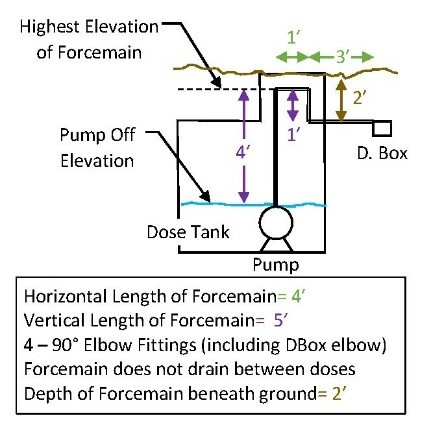 Highest Elevation
of Forcemain
1′
3′
2′
1′
4′
Pump Off
Elevation
D. Box
Dose Tank
Pump
Horizontal Length of Forcemain= 4′
Vertical Length of Forcemain=  5′
4 – 90° Elbow Fittings (including DBox elbow)
Forcemain does not drain between doses
Depth of Forcemain beneath ground= 2′